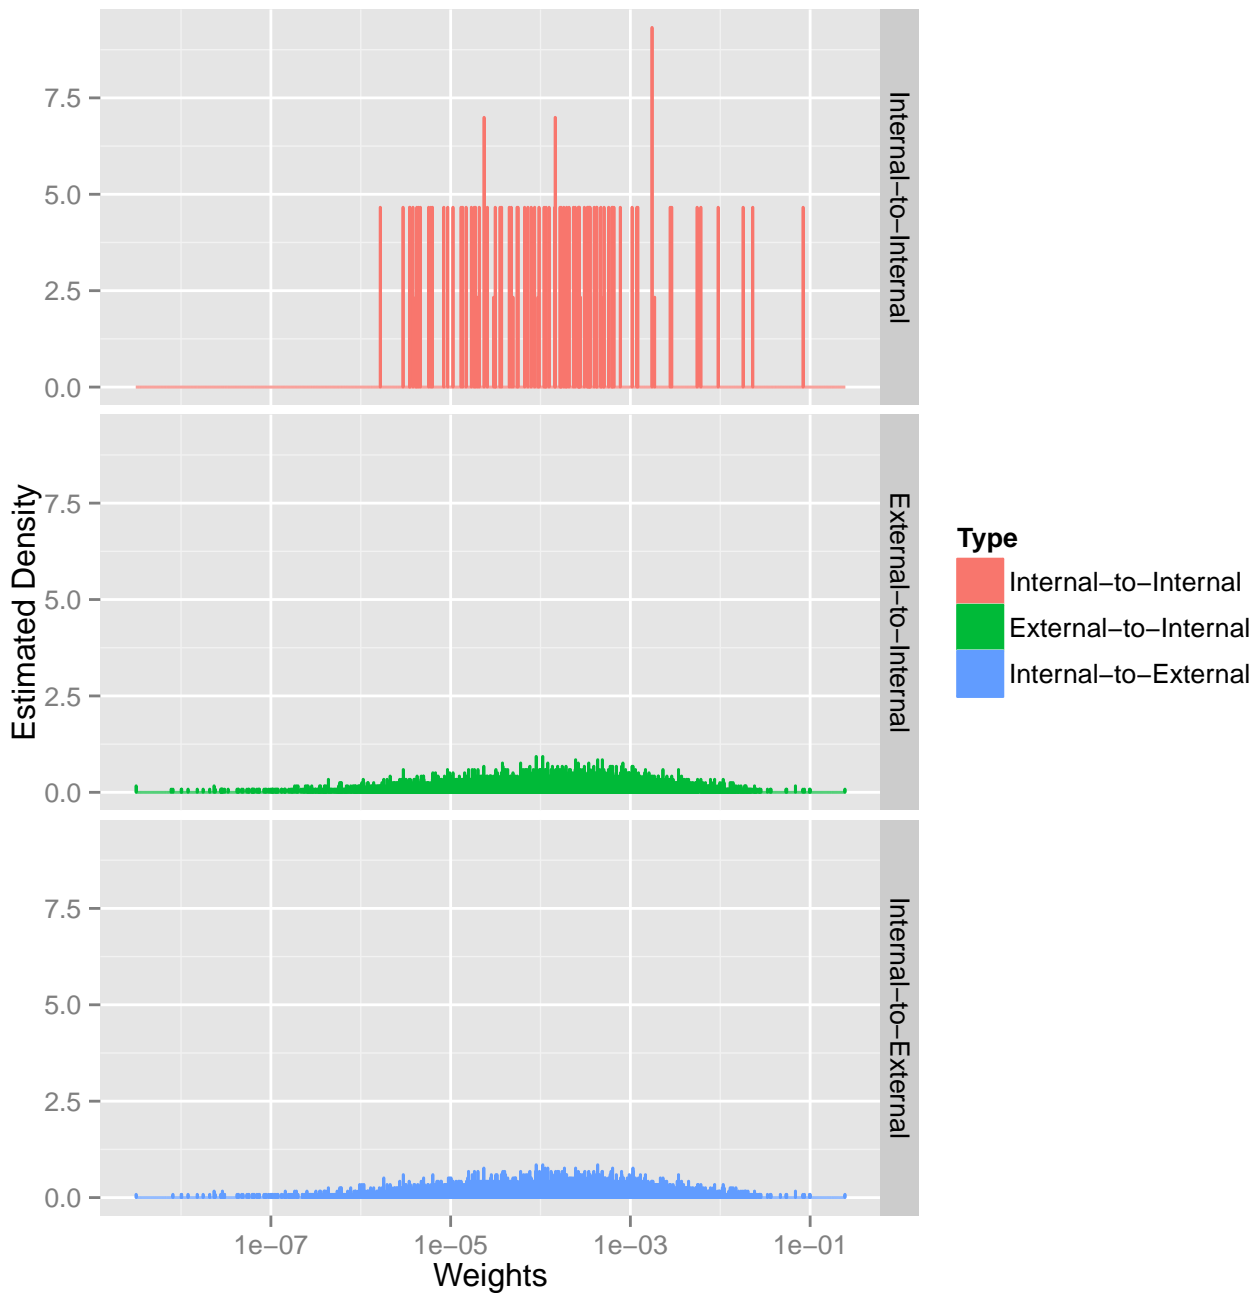 7.5
5.0
2.5
0.0
Internal−to−Internal
7.5
5.0
2.5
0.0
External−to−Internal
7.5
5.0
2.5
0.0
Internal−to−External
Estimated Density
1e−07
1e−05
1e−03
1e−01
Weights
Type
Internal−to−Internal
External−to−Internal
Internal−to−External